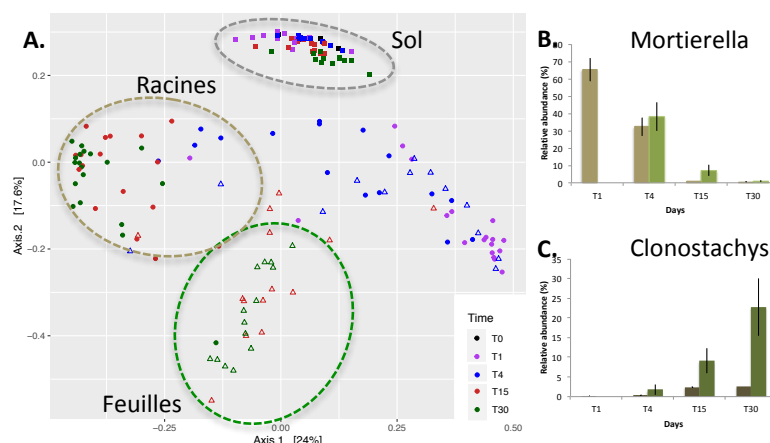 A.
Sol
Racines
Feuilles
0.2
0.0
−0.2
−0.4
−0.25
0.00
0.25
0.50
Axis.2 [17.6%]
Axis.1 [24%]
Time
T0
T1
T4
T15
T30
B.
Mortierella
Relative abundance (%)
80
70
60
50
40
30
20
10
0
T1 T4 T15 T30
Days
C.
Clonostachys
Relative abundance (%)
35
30
25
20
15
10
5
0
T1 T4 T15 T30
Days